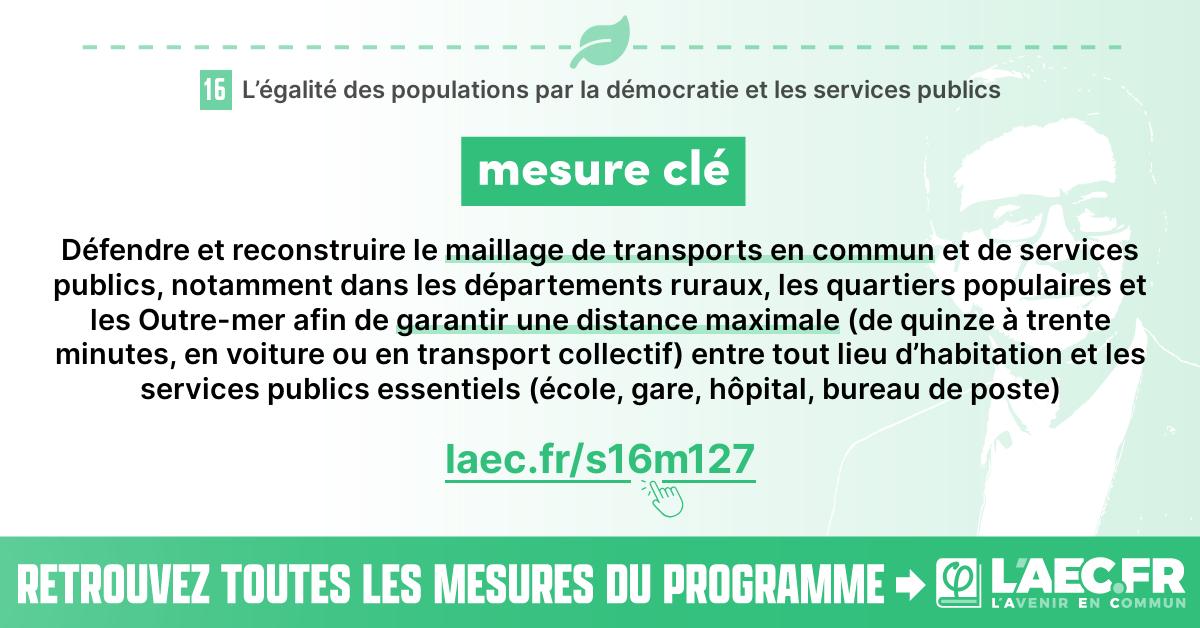 16 L’égalité des populations par la démocratie et les services publics
mesure clé
Défendre et reconstruire le maillage de transports en commun et de services
publics, notamment dans les départements ruraux, les quartiers populaires et
les Outre-mer afin de garantir une distance maximale (de quinze à trente
minutes, en voiture ou en transport collectif) entre tout lieu d’habitation et les
services publics essentiels (école, gare, hôpital, bureau de poste)
laec.fr/s16m127
RETROUVEZ TOUTES LES MESURES DU PROGRAMME φ L'AEC.FR
L'AVENIR EN COMMUN